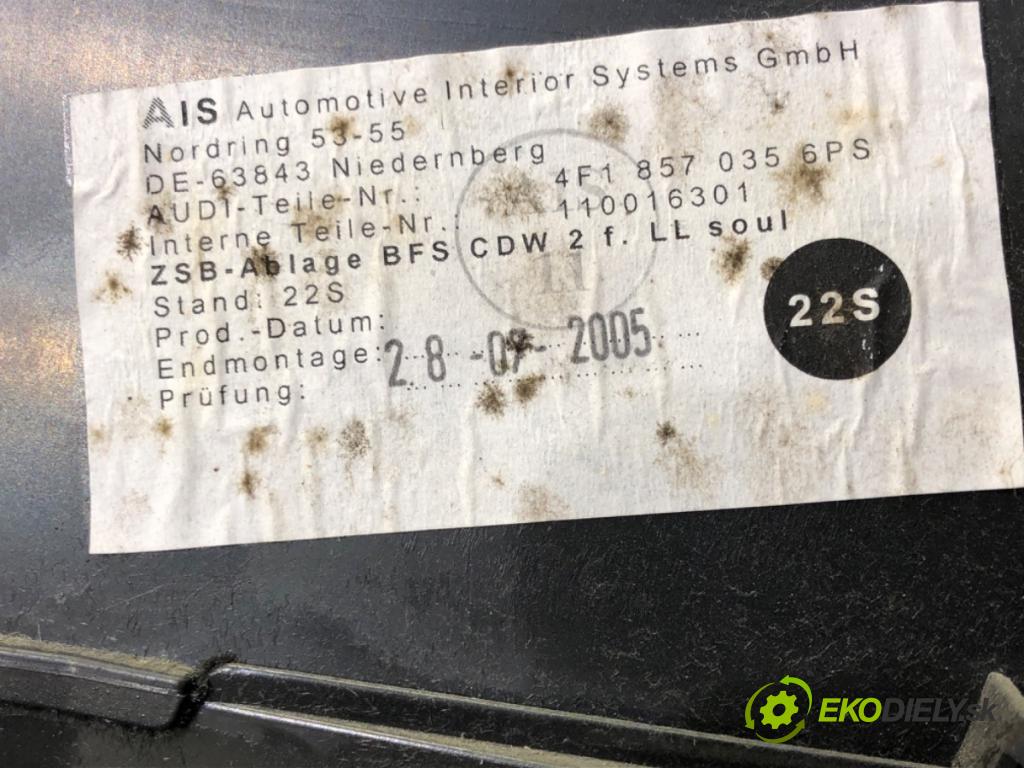 AIS Automotive Interior Systems GmbH
Nordring 53-55
DE-63843 Niedernberg
AUDI-Teile-Nr.: 4F1 857 035 6PS
Interne Teile-Nr.: 110016301
ZSB-Ablage BFS CDW 2 f. LL soul
Stand: 22S
Prod.-Datum:
Endmontage: 28-07-2005
Prüfung:
22S
EKODIELY.sk